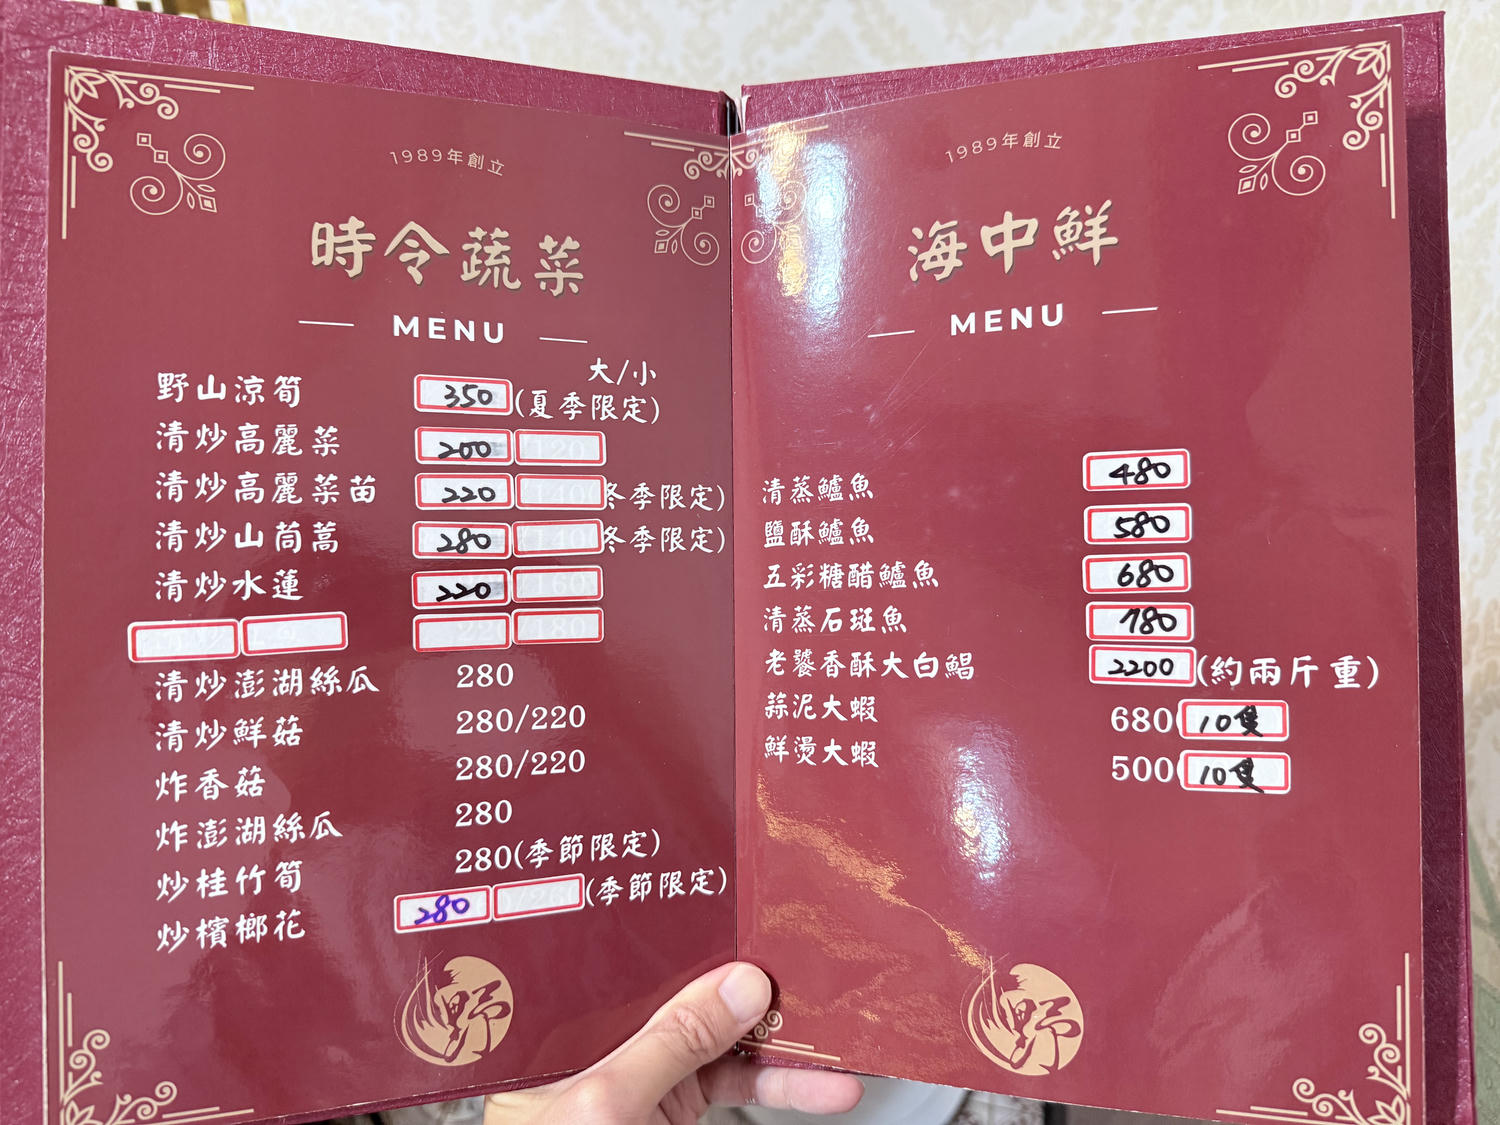 1989年創立
時令蔬菜
MENU
大/小
野山涼筍 350 (夏季限定)
清炒高麗菜 200 120
清炒高麗菜苗 220 140 冬季限定)
清炒山茼蒿 280 140 冬季限定)
清炒水蓮 220 160
220 180
清炒澎湖絲瓜 280
清炒鮮菇 280/220
炸香菇 280/220
炸澎湖絲瓜 280
炒桂竹筍 280(季節限定)
炒檳榔花 280 /260 (季節限定)
野
1989年創立
海中鮮
MENU
清蒸鱸魚 480
鹽酥鱸魚 580
五彩糖醋鱸魚 680
清蒸石斑魚 780
老饕香酥大白鯧 2200 (約兩斤重)
蒜泥大蝦 680( 10隻
鮮燙大蝦 500( 10隻
野